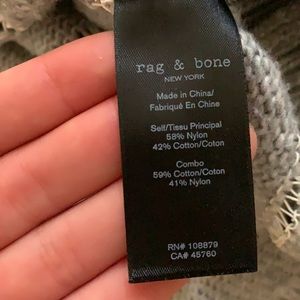 rag & bone
NEW YORK
Made in China/
Fabriqué En Chine
Self/Tissu Principal
58% Nylon
42% Cotton/Coton
Combo
59% Cotton/Coton
41% Nylon
RN# 108879
CA# 45760